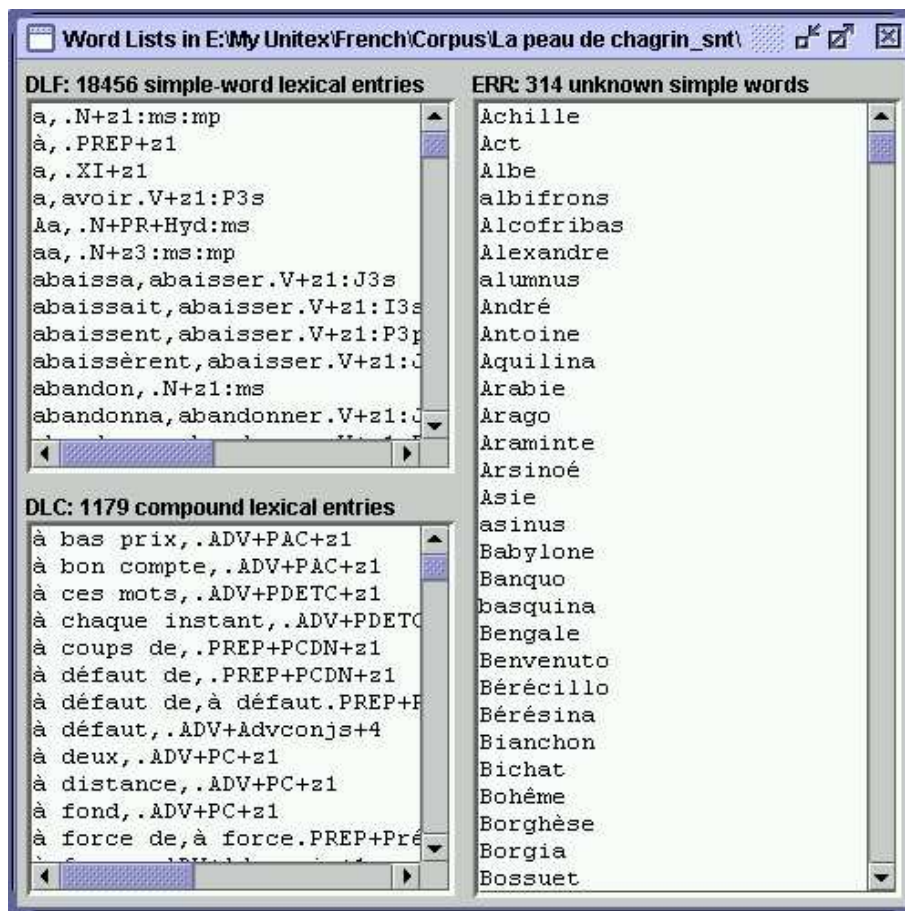 Word Lists in E:\My Unitex\French\Corpus\La peau de chagrin_snt\
DLF: 18456 simple-word lexical entries
a,.N+z1:ms:mp
à,.PREP+z1
a,.XI+z1
a,avoir.V+z1:P3s
Aa,.N+PR+Hyd:ms
aa,.N+z3:ms:mp
abaissa,abaisser.V+z1:J3s
abaissait,abaisser.V+z1:I3s
abaissent,abaisser.V+z1:P3p
abaissèrent,abaisser.V+z1:J
abandon,.N+z1:ms
abandonna,abandonner.V+z1:J
DLC: 1179 compound lexical entries
à bas prix,.ADV+PAC+z1
à bon compte,.ADV+PAC+z1
à ces mots,.ADV+PDETC+z1
à chaque instant,.ADV+PDETC
à coups de,.PREP+PCDN+z1
à défaut de,.PREP+PCDN+z1
à défaut de,à défaut.PREP+P
à défaut,.ADV+Advconjs+4
à deux,.ADV+PC+z1
à distance,.ADV+PC+z1
à fond,.ADV+PC+z1
à force de,à force.PREP+Pré
ERR: 314 unknown simple words
Achille
Act
Albe
albifrons
Alcofribas
Alexandre
alumnus
André
Antoine
Aquilina
Arabie
Arago
Araminte
Arsinoé
Asie
asinus
Babylone
Banquo
basquina
Bengale
Benvenuto
Bérécillo
Bérésina
Bianchon
Bichat
Bohême
Borghèse
Borgia
Bossuet